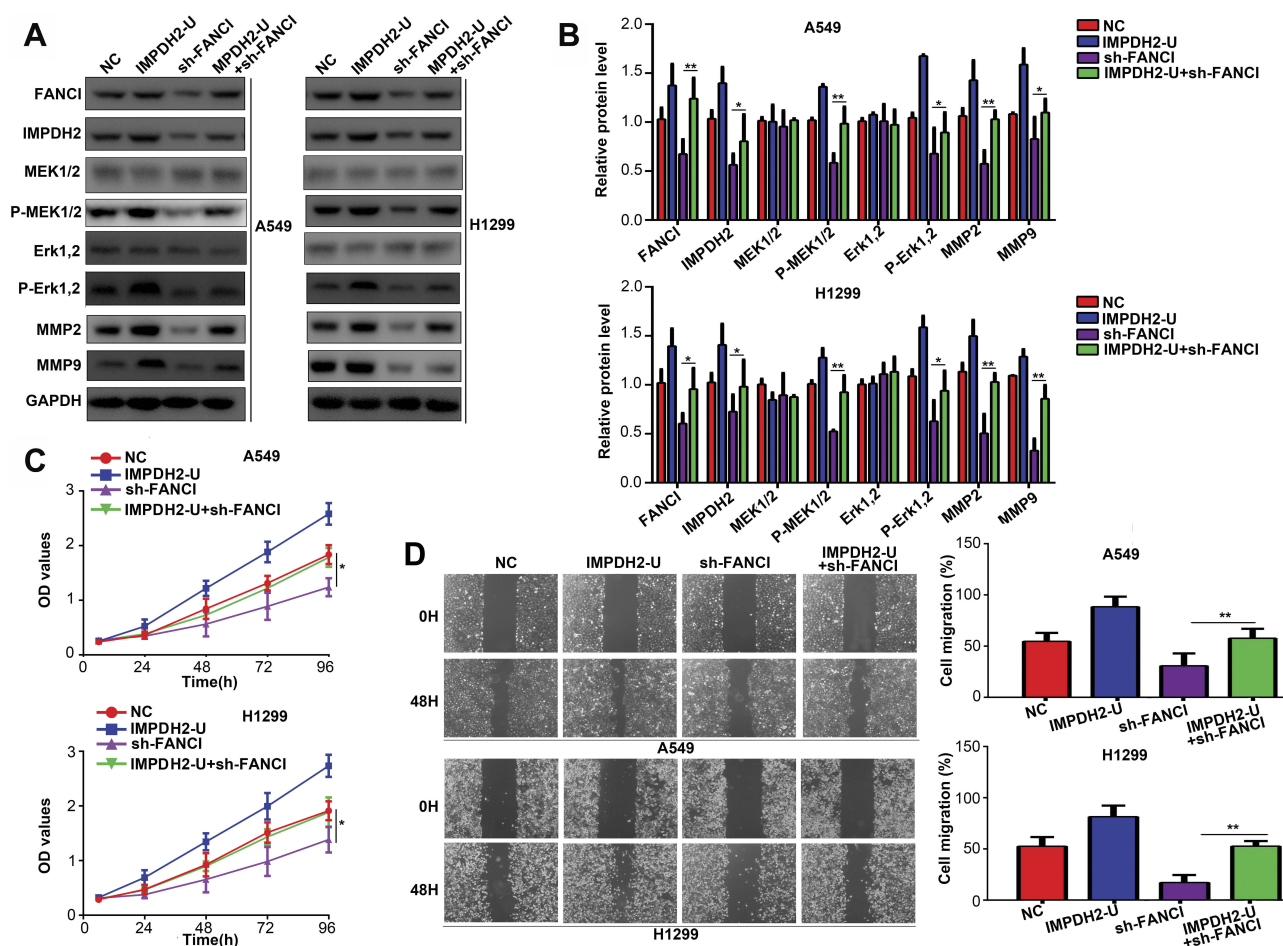 A
NC
IMPDH2-U
sh-FANCI
MPDH2-U
+sh-FANCI
NC
IMPDH2-U
sh-FANCI
MPDH2-U
+sh-FANCI
FANCI
IMPDH2
MEK1/2
P-MEK1/2
Erk1,2
P-Erk1,2
MMP2
MMP9
GAPDH
A549
H1299
B
A549
Relative protein level
2.0
1.5
1.0
0.5
0.0
**
*
**
*
**
*
FANCI
IMPDH2
MEK1/2
P-MEK1/2
Erk1,2
P-Erk1,2
MMP2
MMP9
NC
IMPDH2-U
sh-FANCI
IMPDH2-U+sh-FANCI
H1299
Relative protein level
2.0
1.5
1.0
0.5
0.0
*
*
**
*
**
**
FANCI
IMPDH2
MEK1/2
P-MEK1/2
Erk1,2
P-Erk1,2
MMP2
MMP9
NC
IMPDH2-U
sh-FANCI
IMPDH2-U+sh-FANCI
C
A549
NC
IMPDH2-U
sh-FANCI
IMPDH2-U+sh-FANCI
OD values
3
2
1
0
*
0 24 48 72 96
Time(h)
H1299
NC
IMPDH2-U
sh-FANCI
IMPDH2-U+sh-FANCI
OD values
3
2
1
0
*
0 24 48 72 96
Time(h)
D
NC
IMPDH2-U
sh-FANCI
IMPDH2-U
+sh-FANCI
0H
48H
A549
0H
48H
H1299
A549
Cell migration (%)
150
100
50
0
**
NC
IMPDH2-U
sh-FANCI
IMPDH2-U
+sh-FANCI
H1299
Cell migration (%)
150
100
50
0
**
NC
IMPDH2-U
sh-FANCI
IMPDH2-U
+sh-FANCI